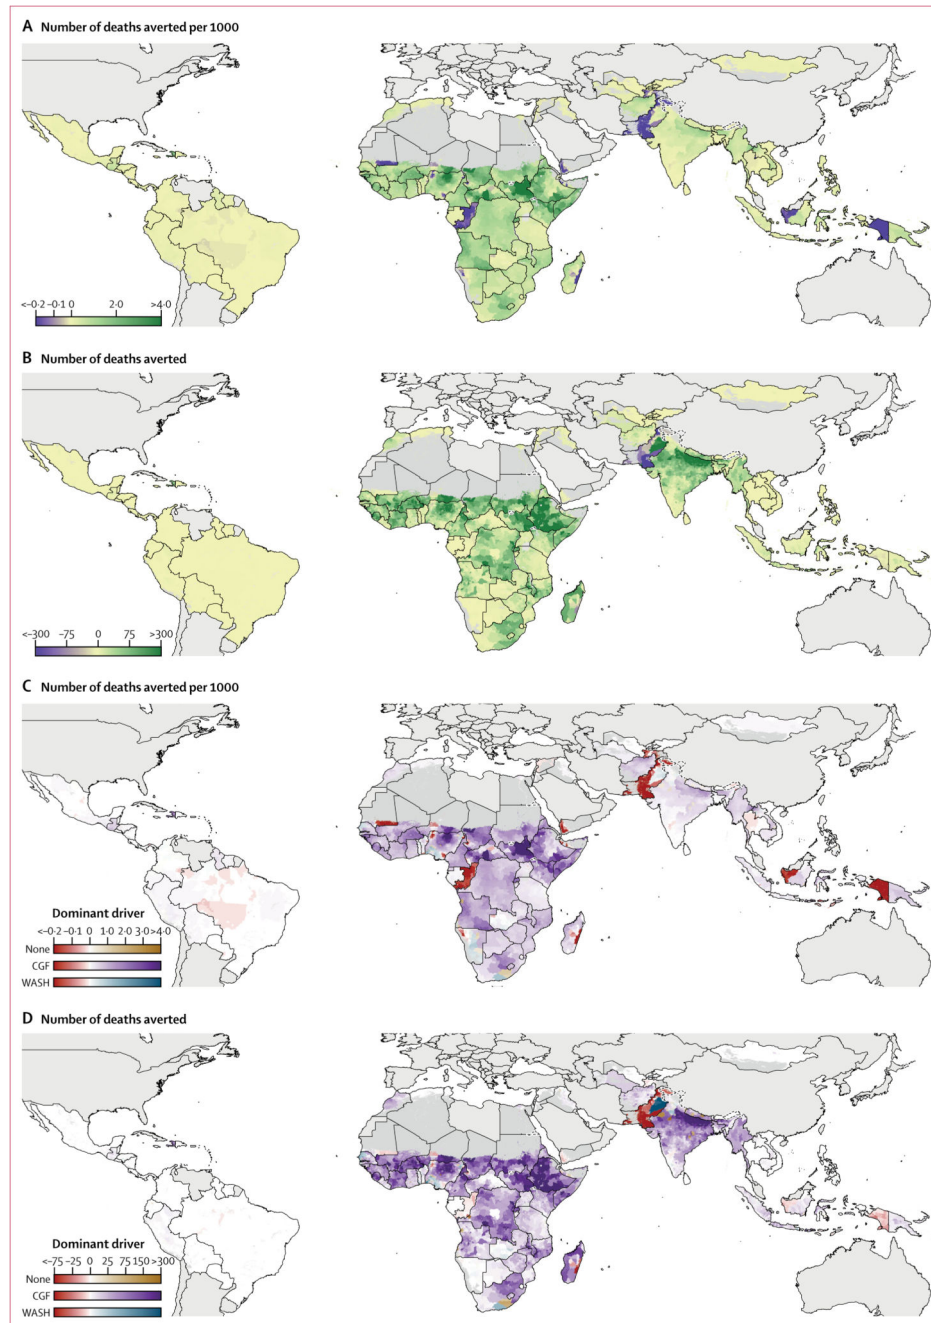 A Number of deaths averted per 1000
<–0·2 –0·1 0 2·0 >4·0
B Number of deaths averted
<–300 –75 0 75 >300
C Number of deaths averted per 1000
Dominant driver
<–0·2 –0·1 0 1·0 2·0 3·0 >4·0
None
CGF
WASH
D Number of deaths averted
Dominant driver
<–75 –25 0 25 75 150 >300
None
CGF
WASH